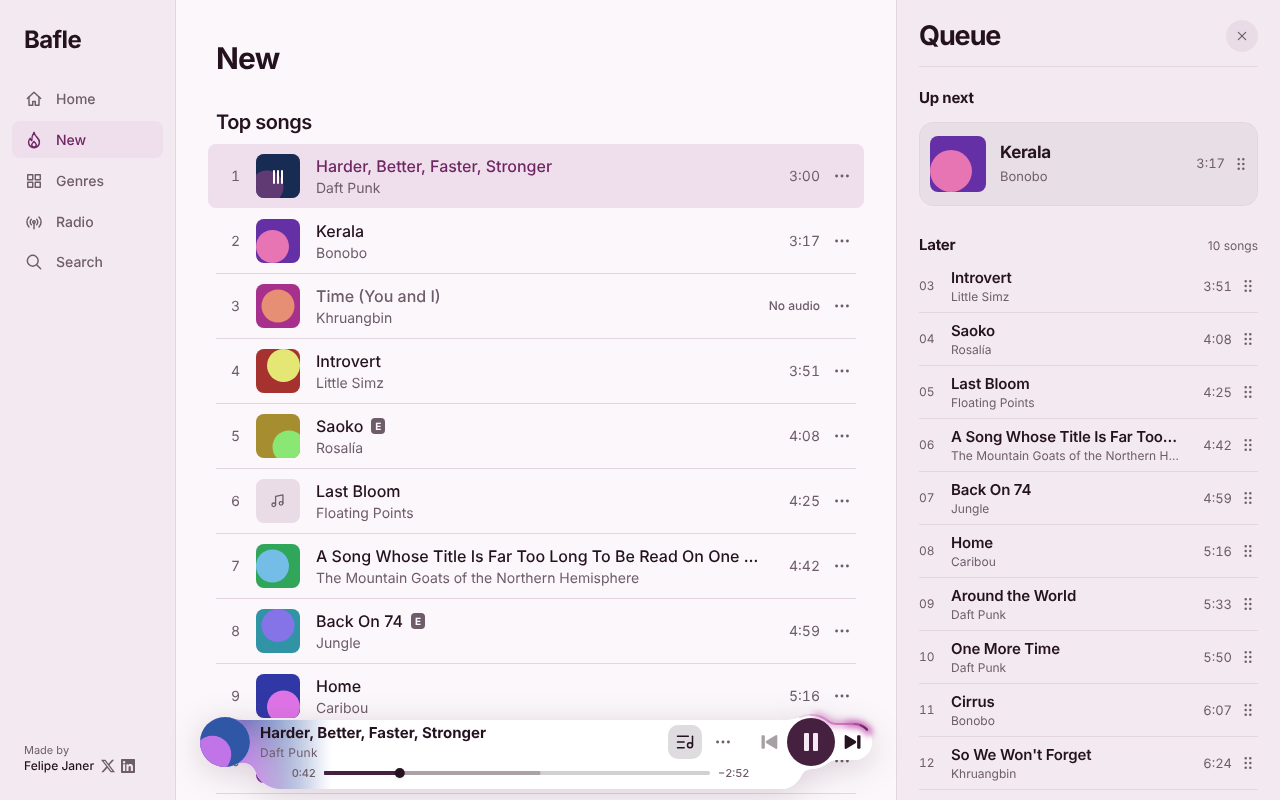 Bafle
Home
New
Genres
Radio
Search
Made by
Felipe Janer
New
Top songs
1
Harder, Better, Faster, Stronger
Daft Punk
3:00
2
Kerala
Bonobo
3:17
3
Time (You and I)
Khruangbin
No audio
4
Introvert
Little Simz
3:51
5
Saoko E
Rosalía
4:08
6
Last Bloom
Floating Points
4:25
7
A Song Whose Title Is Far Too Long To Be Read On One ...
The Mountain Goats of the Northern Hemisphere
4:42
8
Back On 74 E
Jungle
4:59
9
Home
Caribou
5:16
Harder, Better, Faster, Stronger
Daft Punk
0:42
−2:52
Queue
Up next
Kerala
Bonobo
3:17
Later
10 songs
03
Introvert
Little Simz
3:51
04
Saoko
Rosalía
4:08
05
Last Bloom
Floating Points
4:25
06
A Song Whose Title Is Far Too...
The Mountain Goats of the Northern H...
4:42
07
Back On 74
Jungle
4:59
08
Home
Caribou
5:16
09
Around the World
Daft Punk
5:33
10
One More Time
Daft Punk
5:50
11
Cirrus
Bonobo
6:07
12
So We Won't Forget
Khruangbin
6:24